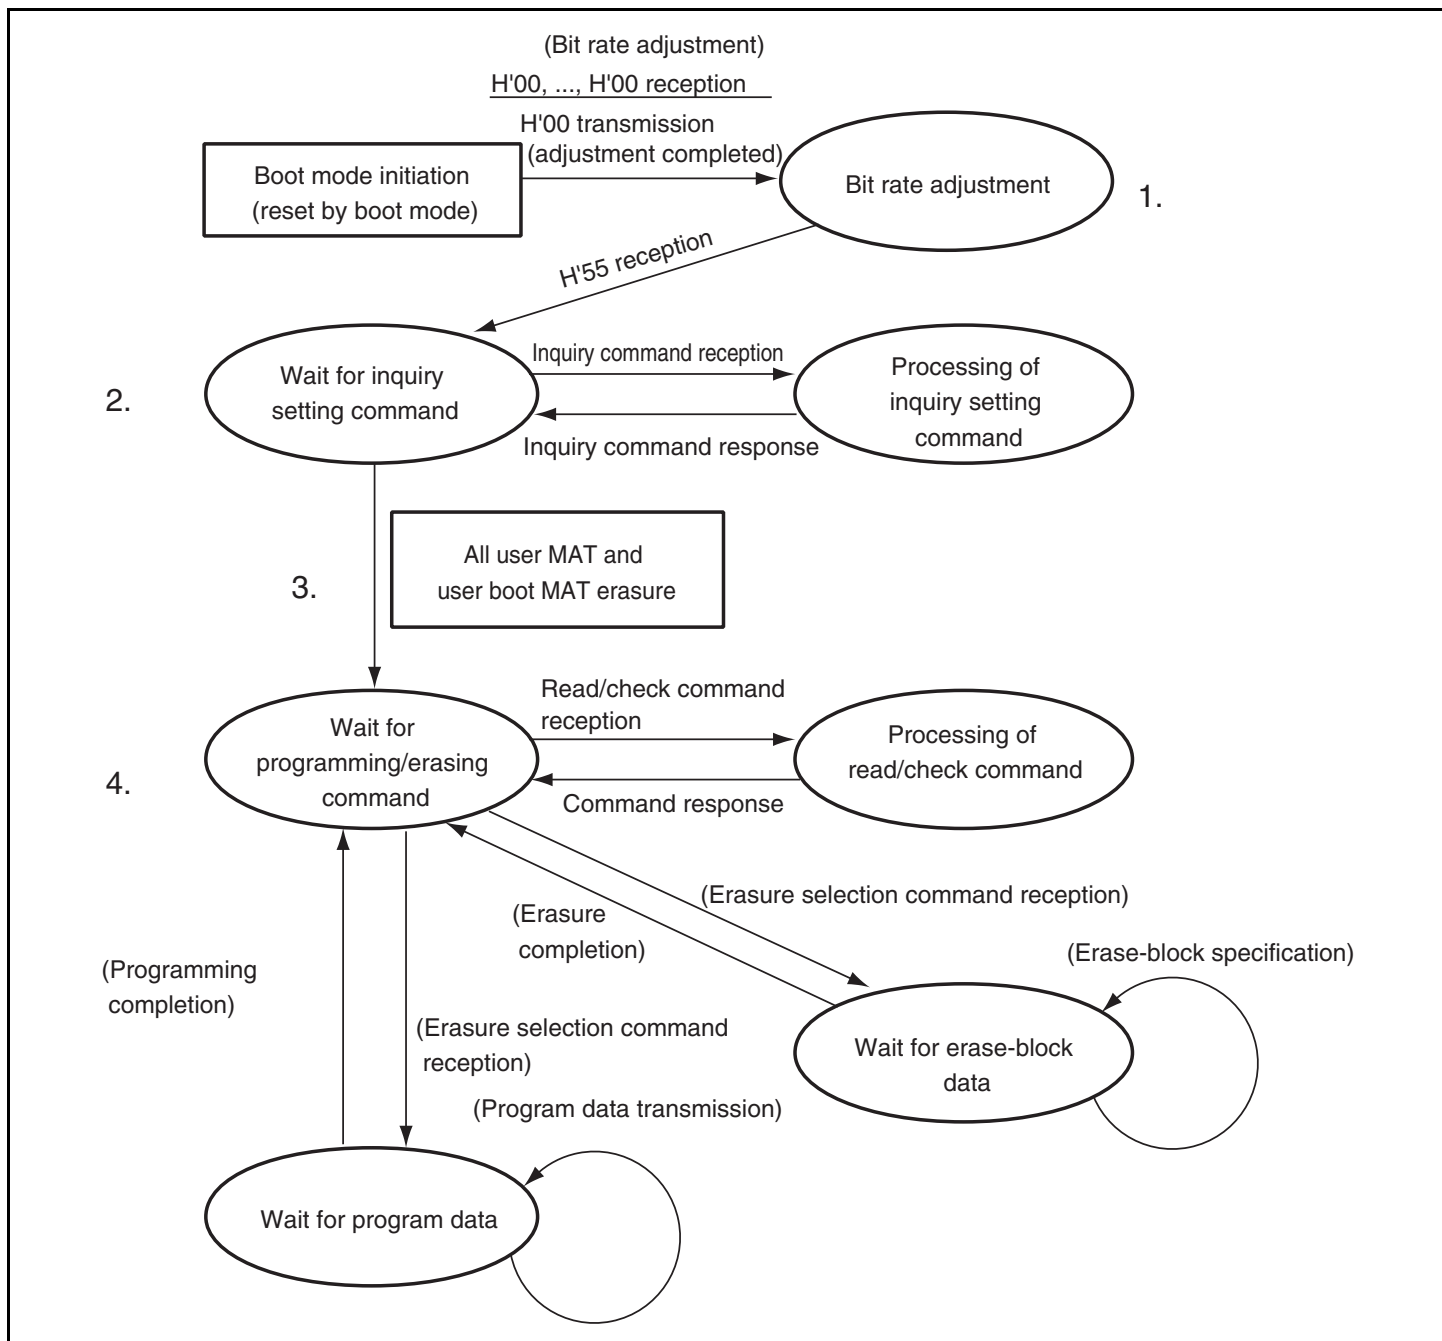 (Bit rate adjustment)
H'00, ..., H'00 reception
H'00 transmission
(adjustment completed)
Boot mode initiation
(reset by boot mode)
Bit rate adjustment
1.
H'55 reception
2.
Wait for inquiry
setting command
Inquiry command reception
Inquiry command response
Processing of
inquiry setting
command
3.
All user MAT and
user boot MAT erasure
4.
Wait for
programming/erasing
command
Read/check command
reception
Command response
Processing of
read/check command
(Erasure selection command reception)
(Erasure
completion)
(Erase-block specification)
(Programming
completion)
(Erasure selection command
reception)
Wait for erase-block
data
(Program data transmission)
Wait for program data